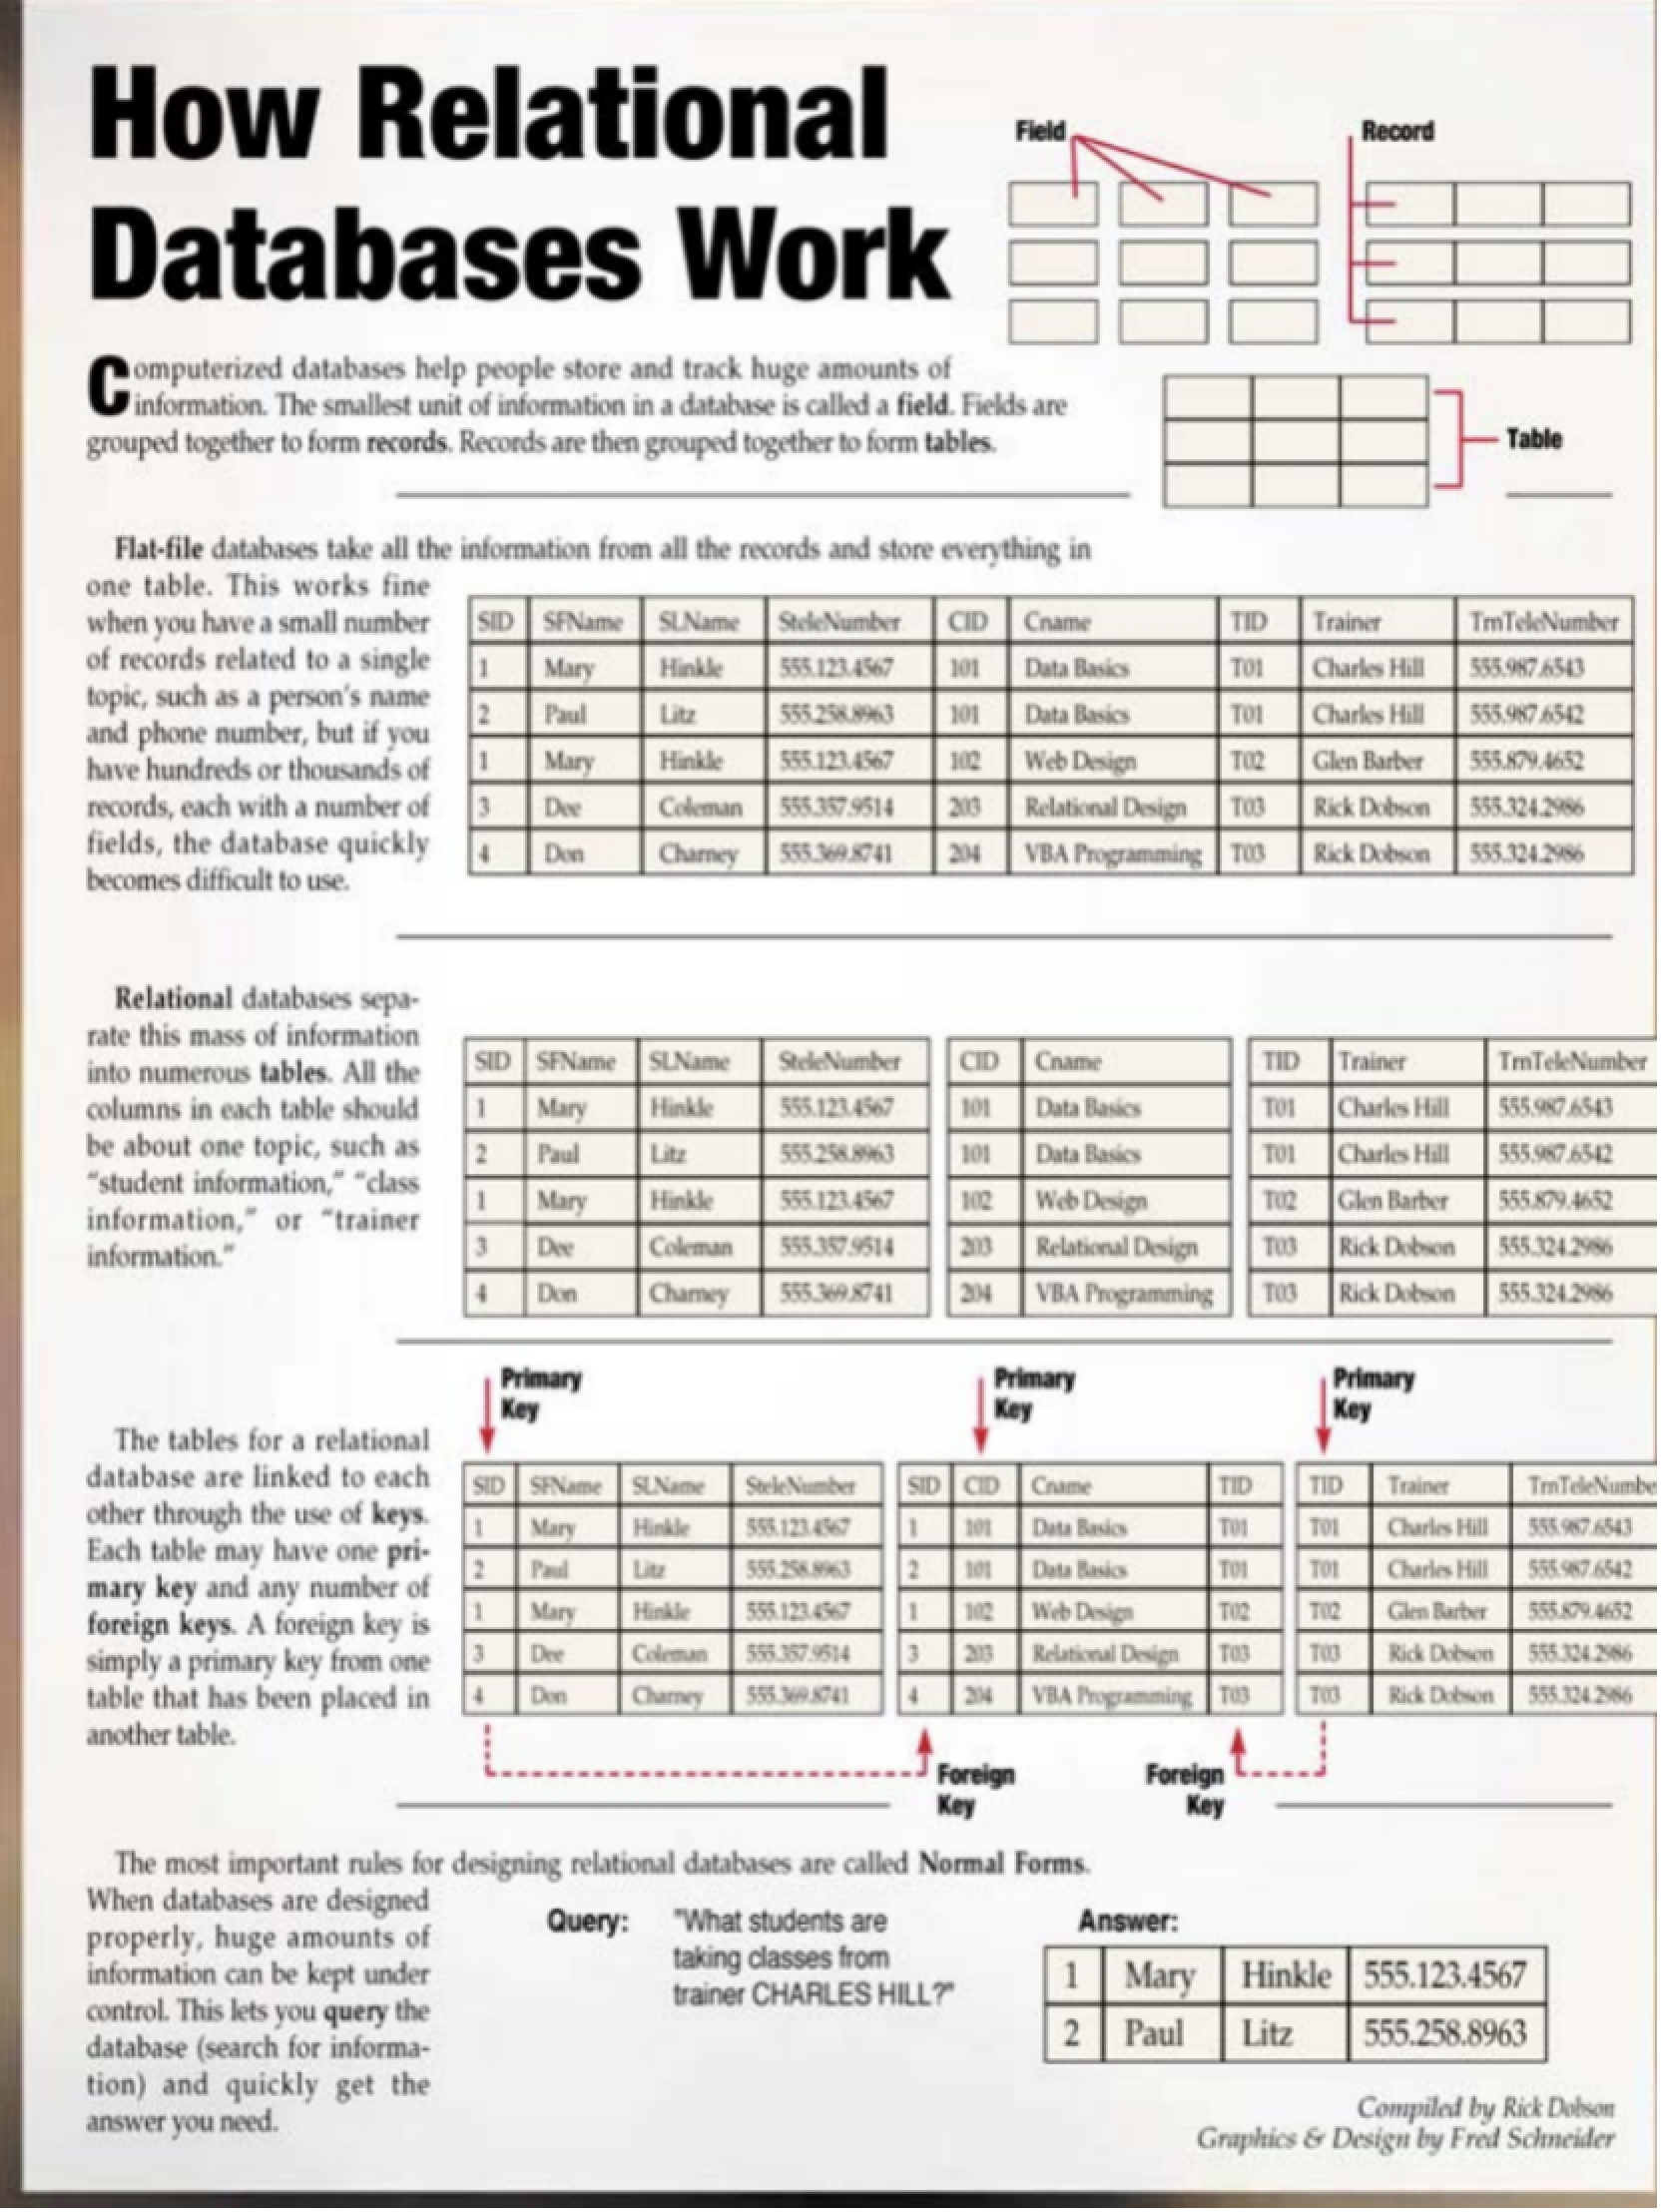 How Relational
Databases Work
Field
Record
Table
Computerized databases help people store and track huge amounts of
information. The smallest unit of information in a database is called a field. Fields are
grouped together to form records. Records are then grouped together to form tables.
Flat-file databases take all the information from all the records and store everything in
one table. This works fine
when you have a small number
of records related to a single
topic, such as a person's name
and phone number, but if you
have hundreds or thousands of
records, each with a number of
fields, the database quickly
becomes difficult to use.
SID SFName SLName SteleNumber CID Cname TID Trainer TrnTeleNumber
1 Mary Hinkle 555.123.4567 101 Data Basics T01 Charles Hill 555.987.6543
2 Paul Litz 555.258.8963 101 Data Basics T01 Charles Hill 555.987.6542
1 Mary Hinkle 555.123.4567 102 Web Design T02 Glen Barber 555.879.4652
3 Dee Coleman 555.357.9514 203 Relational Design T03 Rick Dobson 555.324.2986
4 Don Charney 555.369.8741 204 VBA Programming T03 Rick Dobson 555.324.2986
Relational databases sepa-
rate this mass of information
into numerous tables. All the
columns in each table should
be about one topic, such as
“student information,” “class
information,” or “trainer
information.”
SID SFName SLName SteleNumber CID Cname TID Trainer TrnTeleNumber
1 Mary Hinkle 555.123.4567 101 Data Basics T01 Charles Hill 555.987.6543
2 Paul Litz 555.258.8963 101 Data Basics T01 Charles Hill 555.987.6542
1 Mary Hinkle 555.123.4567 102 Web Design T02 Glen Barber 555.879.4652
3 Dee Coleman 555.357.9514 203 Relational Design T03 Rick Dobson 555.324.2986
4 Don Charney 555.369.8741 204 VBA Programming T03 Rick Dobson 555.324.2986
The tables for a relational
database are linked to each
other through the use of keys.
Each table may have one pri-
mary key and any number of
foreign keys. A foreign key is
simply a primary key from one
table that has been placed in
another table.
Primary
Key
Primary
Key
Primary
Key
SID SFName SLName SteleNumber SID CID Cname TID TID Trainer TrnTeleNumbe
1 Mary Hinkle 555.123.4567 1 101 Data Basics T01 T01 Charles Hill 555.987.6543
2 Paul Litz 555.258.8963 2 101 Data Basics T01 T01 Charles Hill 555.987.6542
1 Mary Hinkle 555.123.4567 1 102 Web Design T02 T02 Glen Barber 555.879.4652
3 Dee Coleman 555.357.9514 3 203 Relational Design T03 T03 Rick Dobson 555.324.2986
4 Don Charney 555.369.8741 4 204 VBA Programming T03 T03 Rick Dobson 555.324.2986
Foreign
Key
Foreign
Key
The most important rules for designing relational databases are called Normal Forms.
When databases are designed
properly, huge amounts of
information can be kept under
control. This lets you query the
database (search for informa-
tion) and quickly get the
answer you need.
Query:
"What students are
taking classes from
trainer CHARLES HILL?"
Answer:
1 Mary Hinkle 555.123.4567
2 Paul Litz 555.258.8963
Compiled by Rick Dobson
Graphics & Design by Fred Schneider